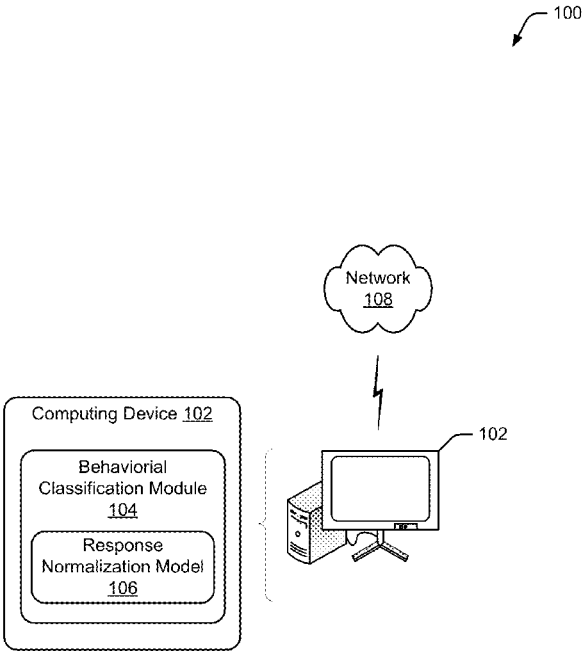 100
Network
108
102
Computing Device 102
Behaviorial
Classification Module
104
Response
Normalization Model
106